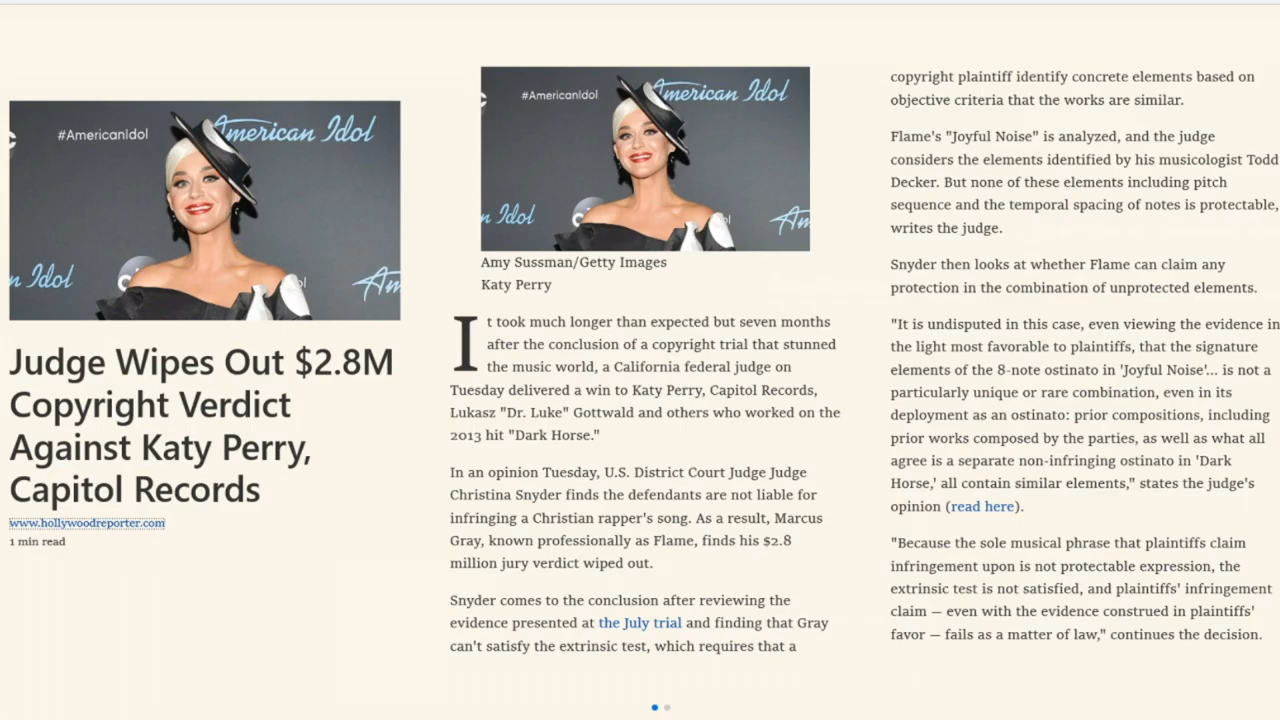 #AmericanIdol
American Idol
n Idol
Am
Judge Wipes Out $2.8M
Copyright Verdict
Against Katy Perry,
Capitol Records
www.hollywoodreporter.com
1 min read
#AmericanIdol
American Idol
n Idol
Am
Amy Sussman/Getty Images
Katy Perry
It took much longer than expected but seven months
after the conclusion of a copyright trial that stunned
the music world, a California federal judge on
Tuesday delivered a win to Katy Perry, Capitol Records,
Lukasz "Dr. Luke" Gottwald and others who worked on the
2013 hit "Dark Horse."
In an opinion Tuesday, U.S. District Court Judge Judge
Christina Snyder finds the defendants are not liable for
infringing a Christian rapper's song. As a result, Marcus
Gray, known professionally as Flame, finds his $2.8
million jury verdict wiped out.
Snyder comes to the conclusion after reviewing the
evidence presented at the July trial and finding that Gray
can't satisfy the extrinsic test, which requires that a
copyright plaintiff identify concrete elements based on
objective criteria that the works are similar.
Flame's "Joyful Noise" is analyzed, and the judge
considers the elements identified by his musicologist Todd
Decker. But none of these elements including pitch
sequence and the temporal spacing of notes is protectable,
writes the judge.
Snyder then looks at whether Flame can claim any
protection in the combination of unprotected elements.
"It is undisputed in this case, even viewing the evidence in
the light most favorable to plaintiffs, that the signature
elements of the 8-note ostinato in 'Joyful Noise'... is not a
particularly unique or rare combination, even in its
deployment as an ostinato: prior compositions, including
prior works composed by the parties, as well as what all
agree is a separate non-infringing ostinato in 'Dark
Horse,' all contain similar elements," states the judge's
opinion (read here).
"Because the sole musical phrase that plaintiffs claim
infringement upon is not protectable expression, the
extrinsic test is not satisfied, and plaintiffs' infringement
claim — even with the evidence construed in plaintiffs'
favor — fails as a matter of law," continues the decision.